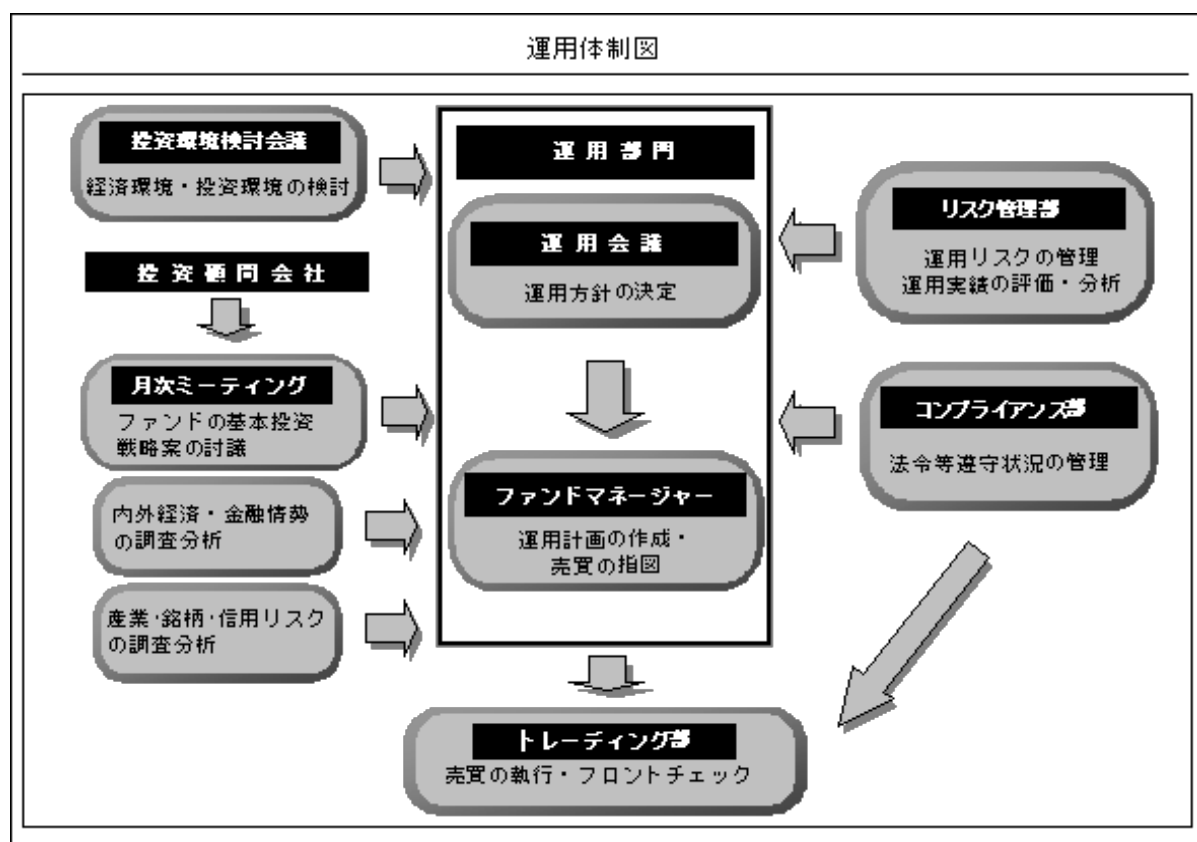 運用体制図
投資環境検討会議
経済環境・投資環境の検討
投資顧問会社
月次ミーティング
ファンドの基本投資
戦略案の討議
内外経済・金融情勢
の調査分析
産業・銘柄・信用リスク
の調査分析
運用部門
運用会議
運用方針の決定
ファンドマネージャー
運用計画の作成・
売買の指図
リスク管理部
運用リスクの管理
運用実績の評価・分析
コンプライアンス部
法令等遵守状況の管理
トレーディング部
売買の執行・フロントチェック